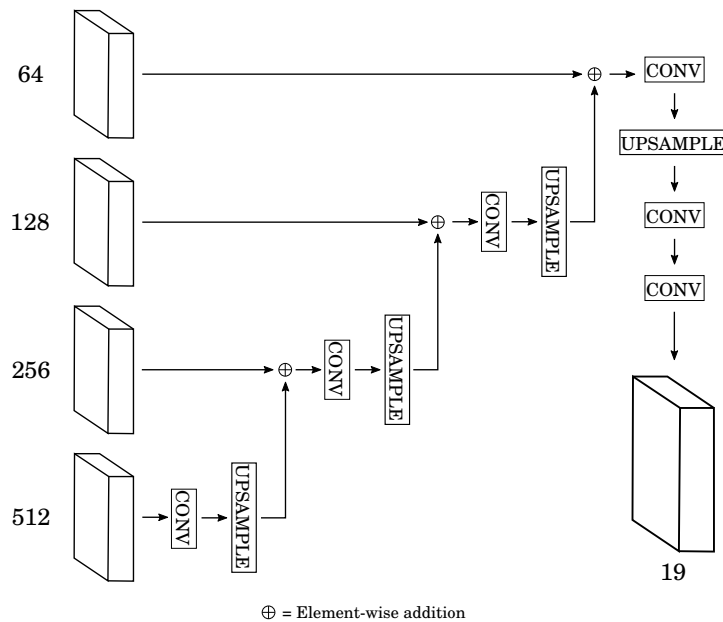 64
CONV
UPSAMPLE
128
CONV
UPSAMPLE
CONV
CONV
256
CONV
UPSAMPLE
512
CONV
UPSAMPLE
19
⊕ = Element-wise addition